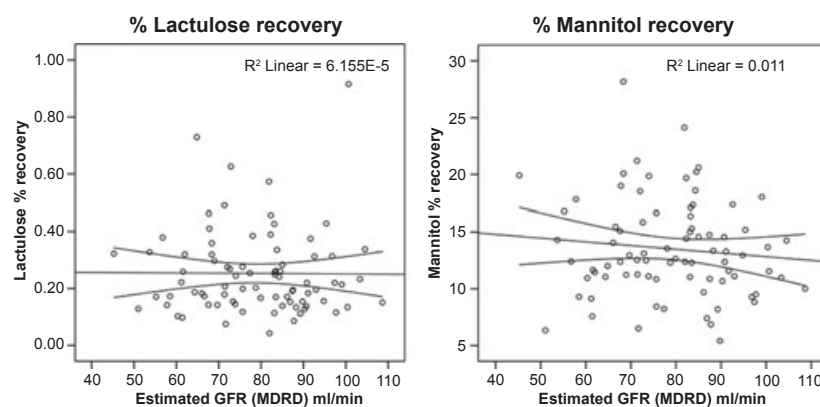 % Lactulose recovery
R² Linear = 6.155E-5
Lactulose % recovery
1.00
0.80
0.60
0.40
0.20
0.00
40 50 60 70 80 90 100 110
Estimated GFR (MDRD) ml/min
% Mannitol recovery
R² Linear = 0.011
Mannitol % recovery
30
25
20
15
10
5
40 50 60 70 80 90 100 110
Estimated GFR (MDRD) ml/min